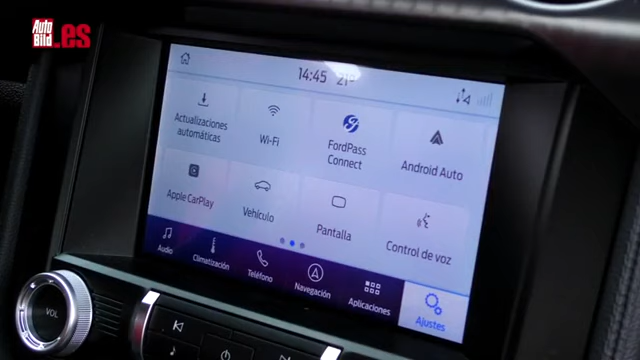 Auto
Bild
.es
14:45 21°
Actualizaciones
automáticas
Wi-Fi
FordPass
Connect
Android Auto
Apple CarPlay
Vehículo
Pantalla
Control de voz
Audio
Climatización
Teléfono
Navegación
Aplicaciones
Ajustes
VOL